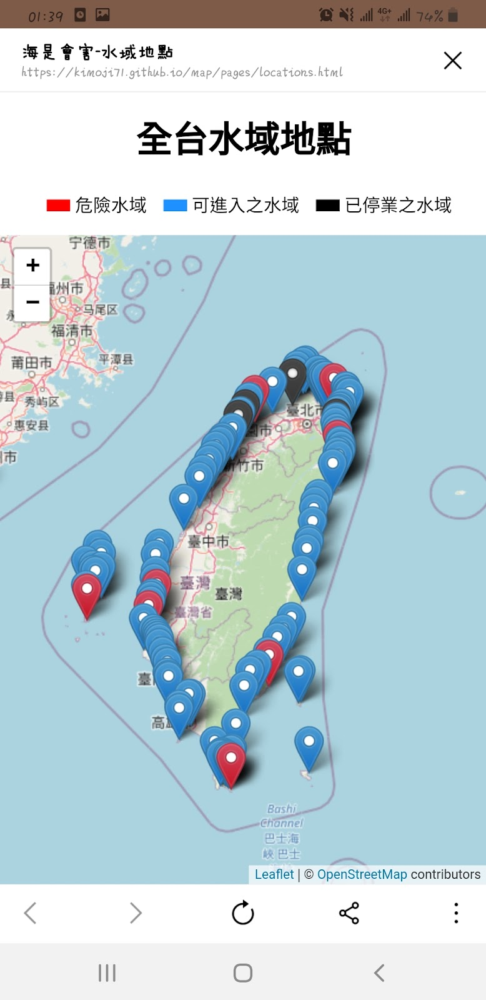 01:39 4G+ 74%
海是會害-水域地點
https://kimoji71.github.io/map/pages/locations.html
全台水域地點
危險水域 可進入之水域 已停業之水域
宁德市
+
县
福州市
−
马尾区
永
福清市
莆田市
平潭县
县
秀屿区
惠安县
市
臺北市
園市
新竹市
臺中市
臺灣
臺灣
臺灣省
臺
高雄
Bashi
Channel
巴士海
峽 巴士
Leaflet | © OpenStreetMap contributors